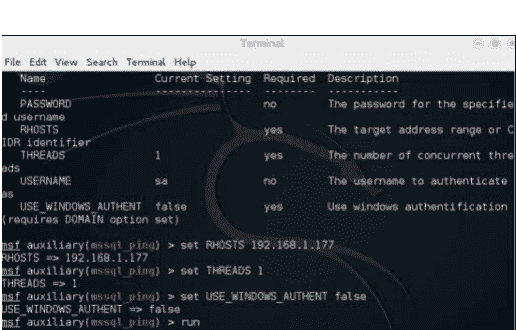 Terminal
File Edit View Search Terminal Help
Name Current Setting Required Description
---- --------------- -------- -----------
PASSWORD no The password for the specifie
d username
RHOSTS yes The target address range or C
IDR identifier
THREADS 1 yes The number of concurrent thre
ads
USERNAME sa no The username to authenticate
as
USE_WINDOWS_AUTHENT false yes Use windows authentification
(requires DOMAIN option set)
msf auxiliary(mssql_ping) > set RHOSTS 192.168.1.177
RHOSTS => 192.168.1.177
msf auxiliary(mssql_ping) > set THREADS 1
THREADS => 1
msf auxiliary(mssql_ping) > set USE_WINDOWS_AUTHENT false
USE_WINDOWS_AUTHENT => false
msf auxiliary(mssql_ping) > run